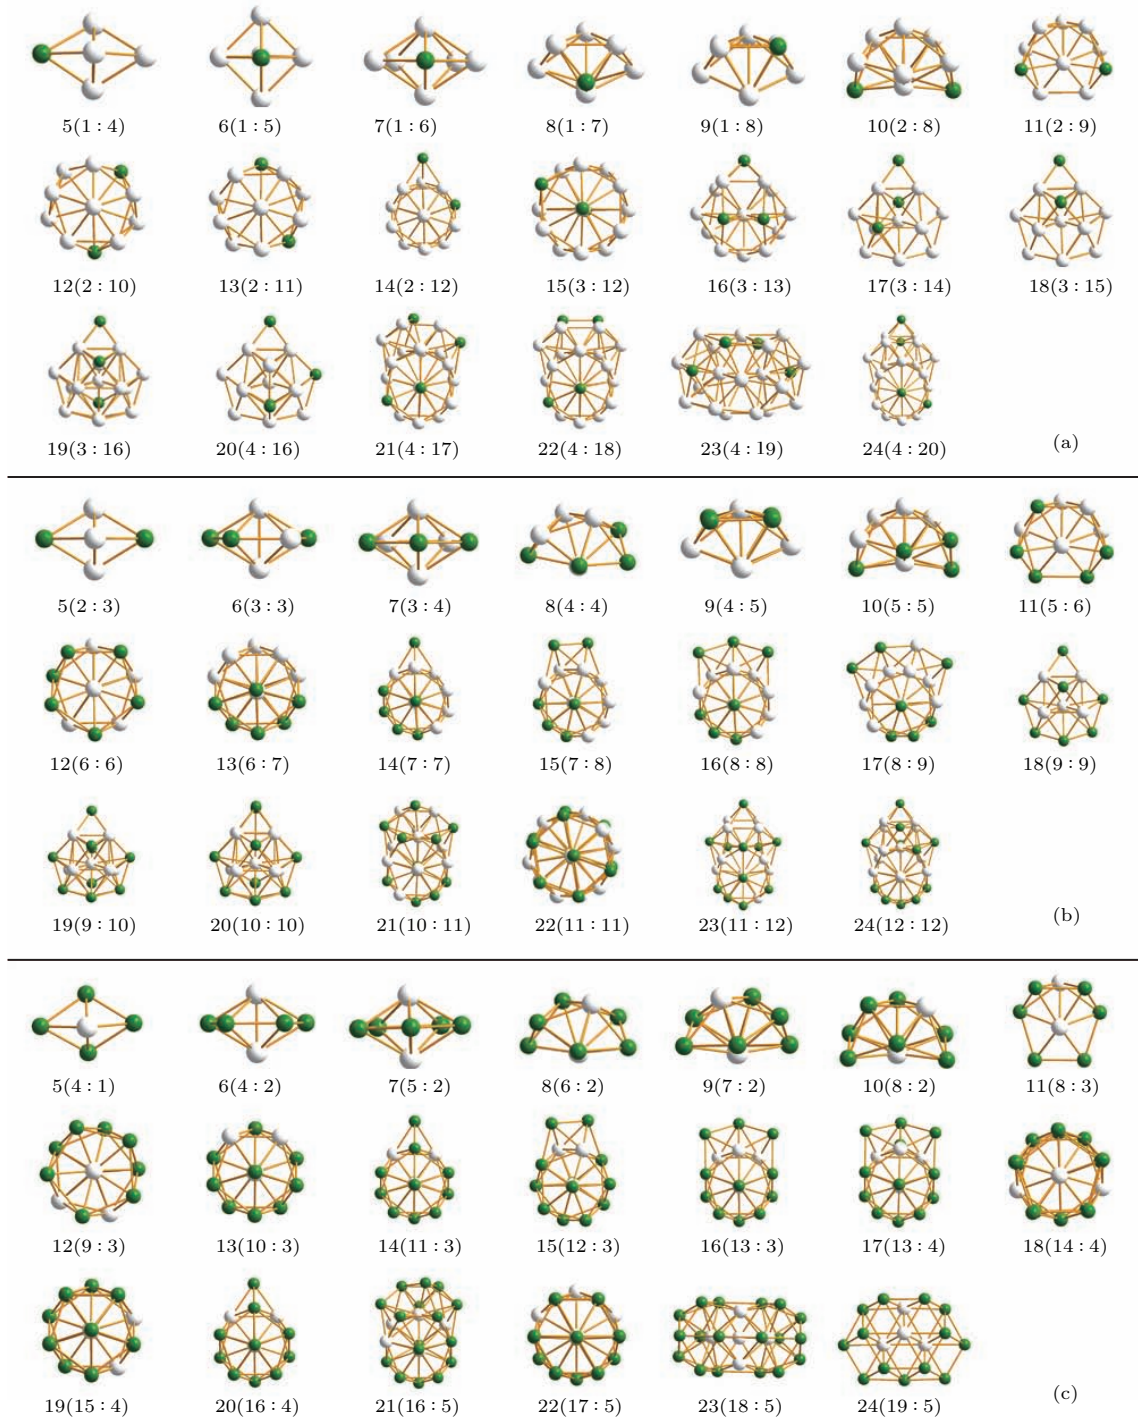 5(1 : 4) 6(1 : 5) 7(1 : 6) 8(1 : 7) 9(1 : 8) 10(2 : 8) 11(2 : 9)
12(2 : 10) 13(2 : 11) 14(2 : 12) 15(3 : 12) 16(3 : 13) 17(3 : 14) 18(3 : 15)
19(3 : 16) 20(4 : 16) 21(4 : 17) 22(4 : 18) 23(4 : 19) 24(4 : 20) (a)
5(2 : 3) 6(3 : 3) 7(3 : 4) 8(4 : 4) 9(4 : 5) 10(5 : 5) 11(5 : 6)
12(6 : 6) 13(6 : 7) 14(7 : 7) 15(7 : 8) 16(8 : 8) 17(8 : 9) 18(9 : 9)
19(9 : 10) 20(10 : 10) 21(10 : 11) 22(11 : 11) 23(11 : 12) 24(12 : 12) (b)
5(4 : 1) 6(4 : 2) 7(5 : 2) 8(6 : 2) 9(7 : 2) 10(8 : 2) 11(8 : 3)
12(9 : 3) 13(10 : 3) 14(11 : 3) 15(12 : 3) 16(13 : 3) 17(13 : 4) 18(14 : 4)
19(15 : 4) 20(16 : 4) 21(16 : 5) 22(17 : 5) 23(18 : 5) 24(19 : 5) (c)